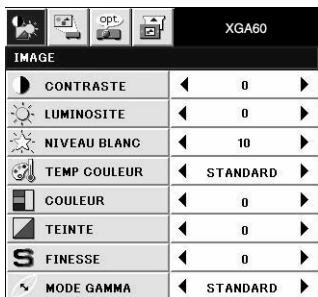 opt.
XGA60
IMAGE
CONTRASTE 0
LUMINOSITE 0
NIVEAU BLANC 10
TEMP COULEUR STANDARD
COULEUR 0
TEINTE 0
S FINESSE 0
MODE GAMMA STANDARD